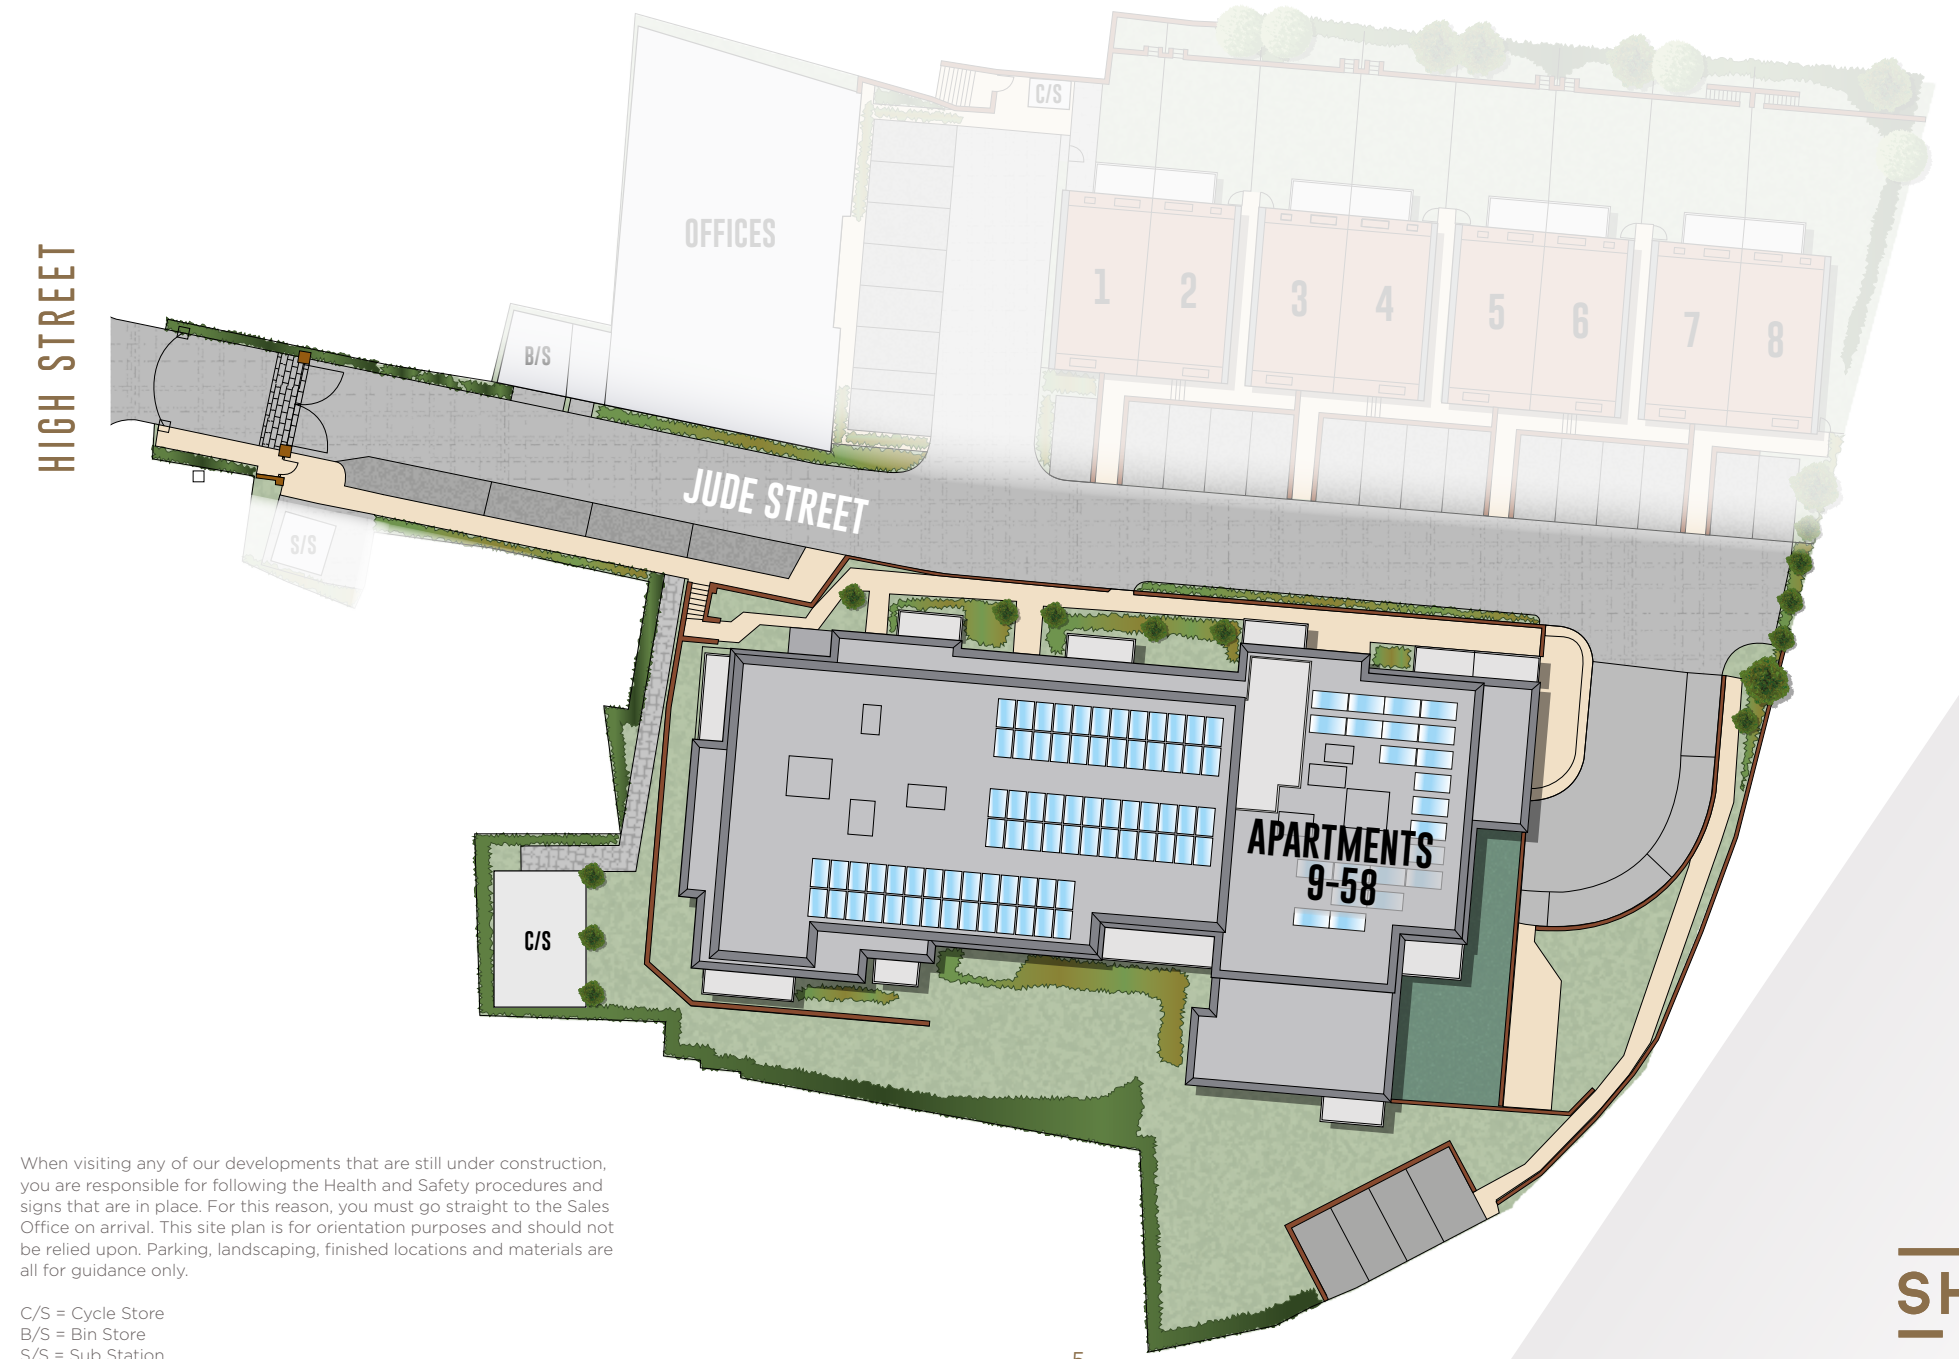 C/S
OFFICES
HIGH STREET
1
2
3
4
5
6
7
8
B/S
JUDE STREET
S/S
APARTMENTS
9-58
C/S
When visiting any of our developments that are still under construction,
you are responsible for following the Health and Safety procedures and
signs that are in place. For this reason, you must go straight to the Sales
Office on arrival. This site plan is for orientation purposes and should not
be relied upon. Parking, landscaping, finished locations and materials are
all for guidance only.
C/S = Cycle Store
B/S = Bin Store
S/S = Sub Station
5
SH